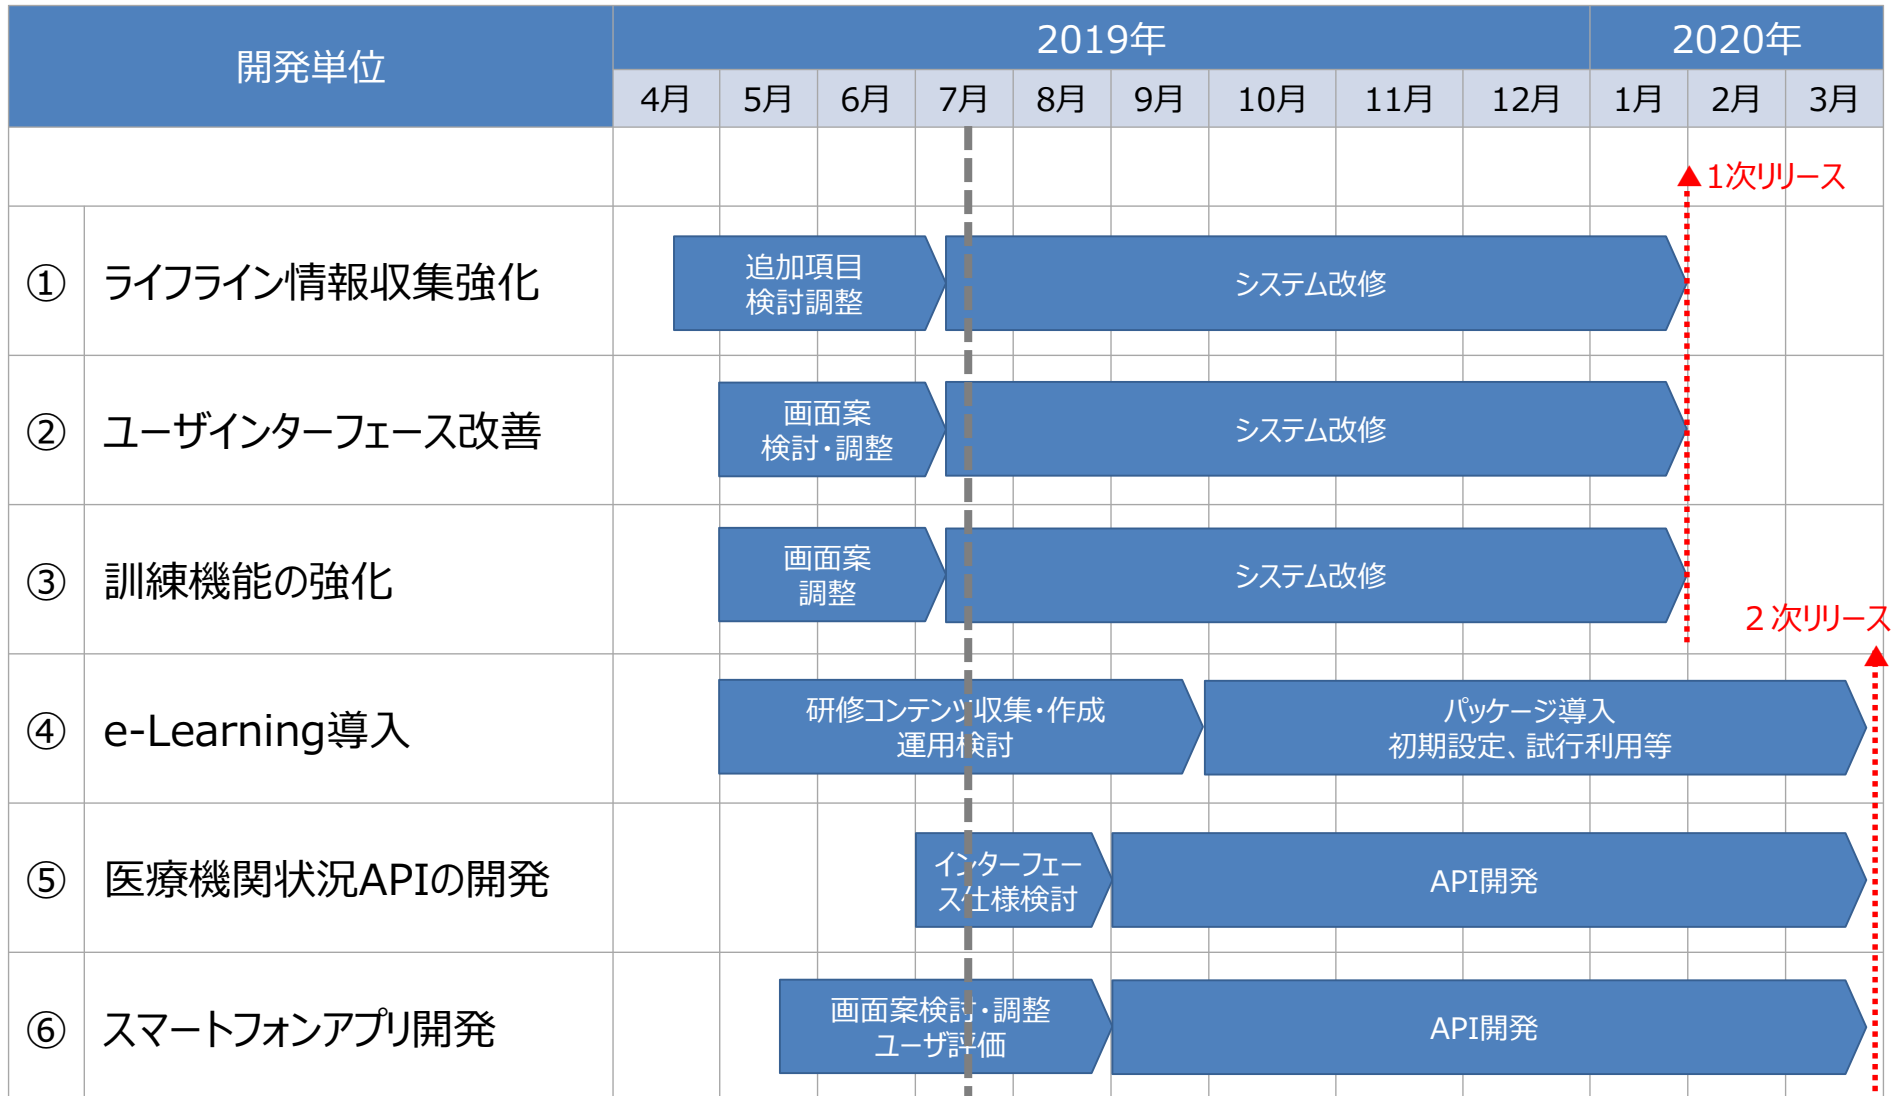 開発単位
2019年
2020年
4月
5月
6月
7月
8月
9月
10月
11月
12月
1月
2月
3月
1次リリース
①
ライフライン情報収集強化
追加項目
検討調整
システム改修
②
ユーザインターフェース改善
画面案
検討・調整
システム改修
③
訓練機能の強化
画面案
調整
システム改修
2次リリース
④
e-Learning導入
研修コンテンツ収集・作成
運用検討
パッケージ導入
初期設定、試行利用等
⑤
医療機関状況APIの開発
インターフェー
ス仕様検討
API開発
⑥
スマートフォンアプリ開発
画面案検討・調整
ユーザ評価
API開発